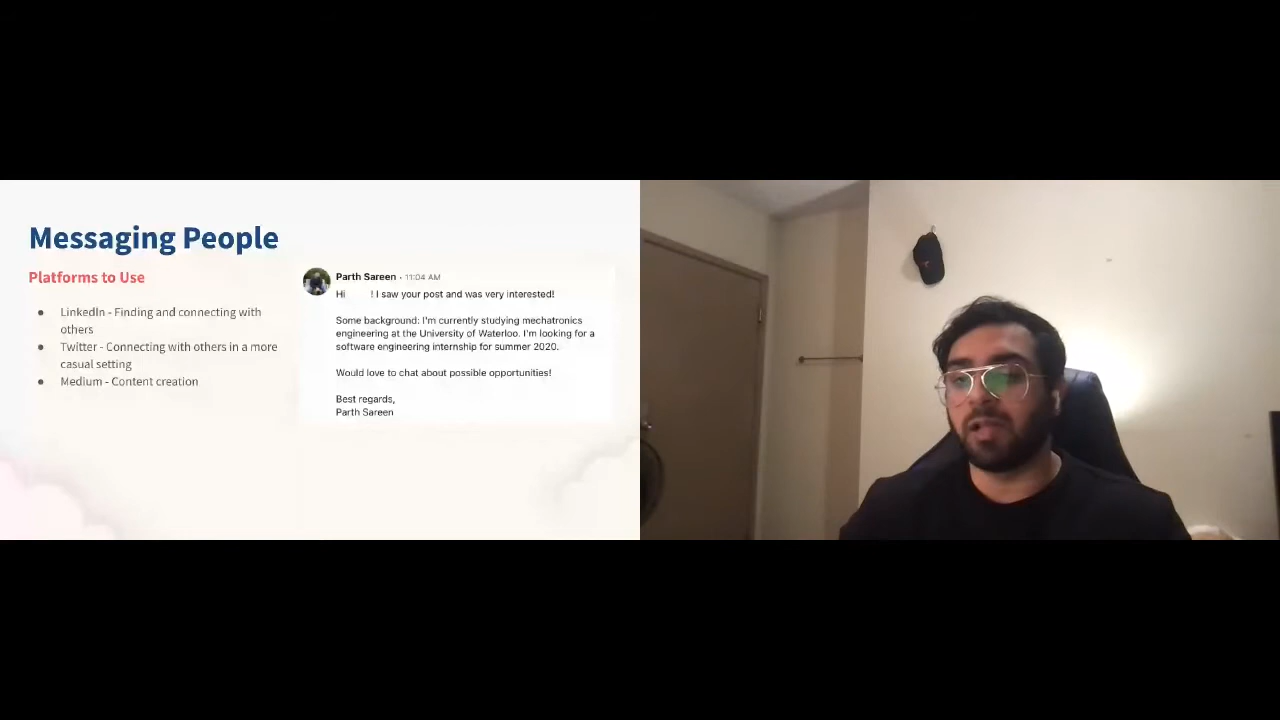 Messaging People
Platforms to Use
● LinkedIn - Finding and connecting with
others
● Twitter - Connecting with others in a more
casual setting
● Medium - Content creation
Parth Sareen • 11:04 AM
Hi ! I saw your post and was very interested!
Some background: I'm currently studying mechatronics
engineering at the University of Waterloo. I'm looking for a
software engineering internship for summer 2020.
Would love to chat about possible opportunities!
Best regards,
Parth Sareen